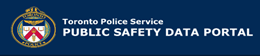 Toronto Police Service
PUBLIC SAFETY DATA PORTAL